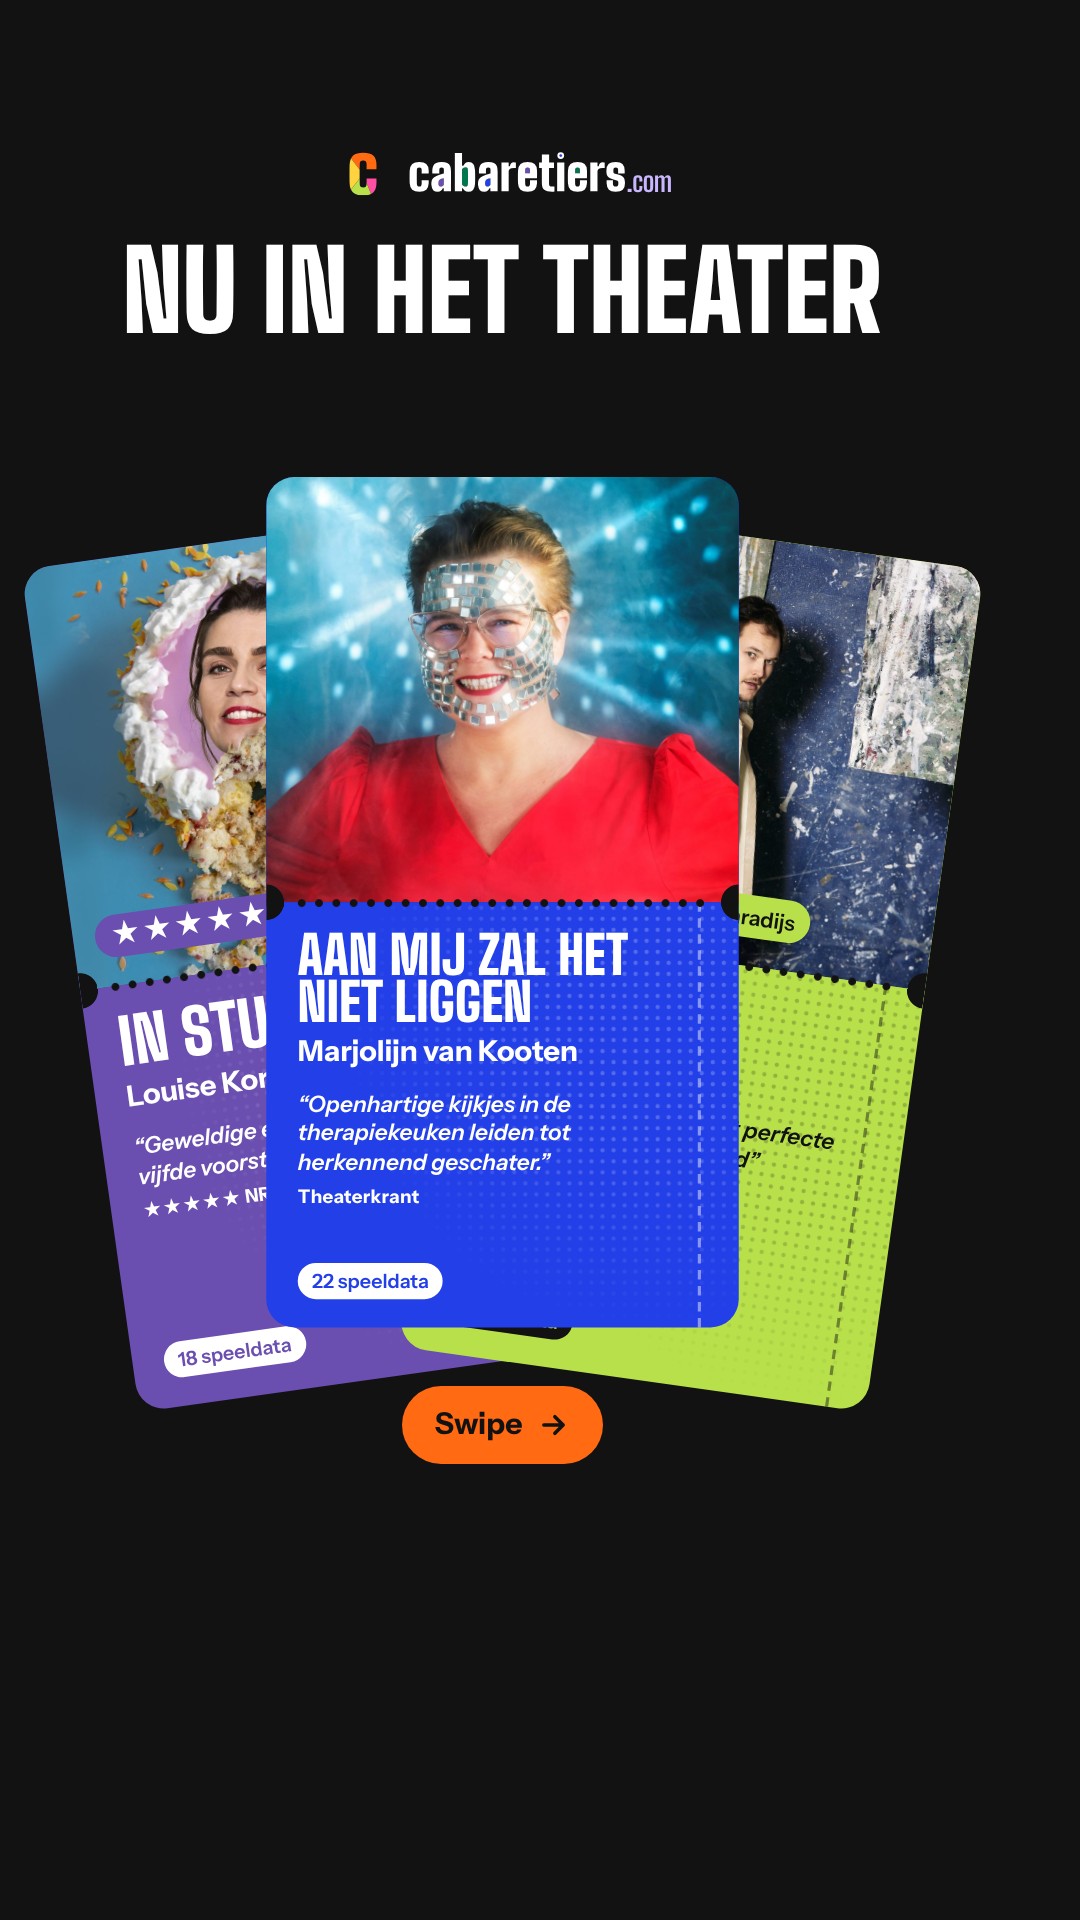 cabaretiers.com
NU IN HET THEATER
★★★★★
IN STU
Louise Kor
“Geweldige
vijfde voorst
★★★★★ NR
18 speeldata
AAN MIJ ZAL HET
NIET LIGGEN
Marjolijn van Kooten
“Openhartige kijkjes in de
therapiekeuken leiden tot
herkennend geschater.”
Theaterkrant
22 speeldata
radijs
perfecte
d”
Swipe →